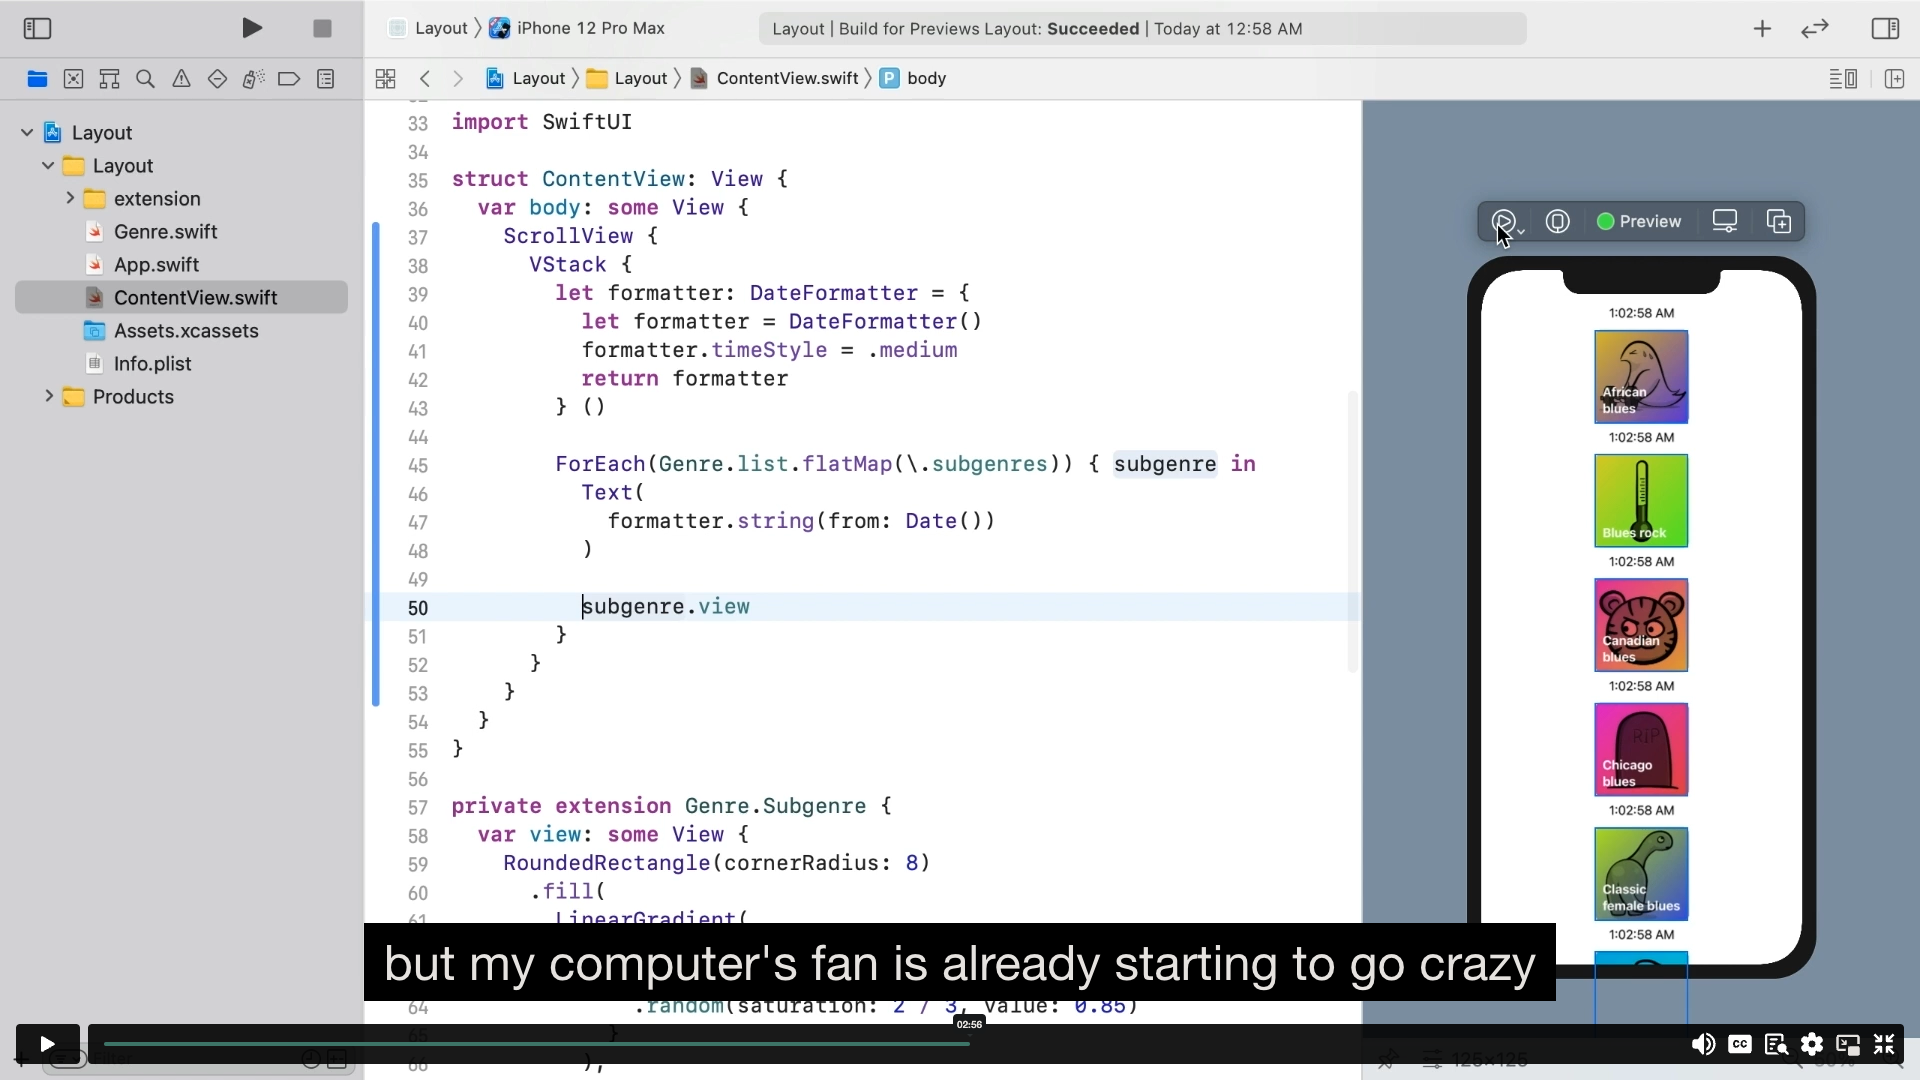 Layout
iPhone 12 Pro Max
Layout | Build for Previews Layout: Succeeded | Today at 12:58 AM
Layout
Layout
ContentView.swift
P
body
Layout
Layout
extension
Genre.swift
App.swift
ContentView.swift
Assets.xcassets
Info.plist
Products
33 import SwiftUI
34
35 struct ContentView: View {
36 var body: some View {
37 ScrollView {
38 VStack {
39 let formatter: DateFormatter = {
40 let formatter = DateFormatter()
41 formatter.timeStyle = .medium
42 return formatter
43 } ()
44
45 ForEach(Genre.list.flatMap(\.subgenres)) { subgenre in
46 Text(
47 formatter.string(from: Date())
48 )
49
50 subgenre.view
51 }
52 }
53 }
54 }
55 }
56
57 private extension Genre.Subgenre {
58 var view: some View {
59 RoundedRectangle(cornerRadius: 8)
60 .fill(
61 LinearGradient(
64 .random(saturation: 2 / 3, value: 0.85)
65 }
66 ),
Preview
1:02:58 AM
African
blues
1:02:58 AM
Blues rock
1:02:58 AM
Canadian
blues
1:02:58 AM
RIP
Chicago
blues
1:02:58 AM
Classic
female blues
1:02:58 AM
but my computer's fan is already starting to go crazy
02:56
CC
Filter
125×125